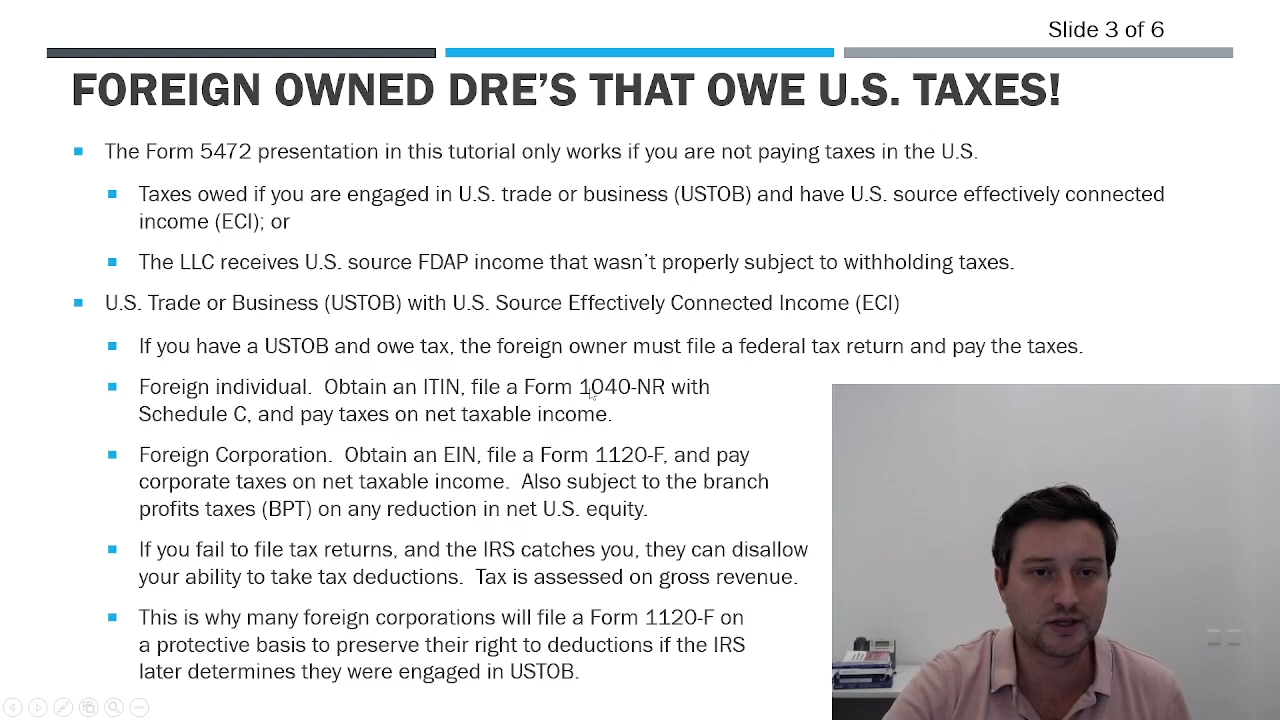 Slide 3 of 6
FOREIGN OWNED DRE'S THAT OWE U.S. TAXES!
The Form 5472 presentation in this tutorial only works if you are not paying taxes in the U.S.
Taxes owed if you are engaged in U.S. trade or business (USTOB) and have U.S. source effectively connected
income (ECI); or
The LLC receives U.S. source FDAP income that wasn't properly subject to withholding taxes.
U.S. Trade or Business (USTOB) with U.S. Source Effectively Connected Income (ECI)
If you have a USTOB and owe tax, the foreign owner must file a federal tax return and pay the taxes.
Foreign individual.  Obtain an ITIN, file a Form 1040-NR with
Schedule C, and pay taxes on net taxable income.
Foreign Corporation.  Obtain an EIN, file a Form 1120-F, and pay
corporate taxes on net taxable income.  Also subject to the branch
profits taxes (BPT) on any reduction in net U.S. equity.
If you fail to file tax returns, and the IRS catches you, they can disallow
your ability to take tax deductions.  Tax is assessed on gross revenue.
This is why many foreign corporations will file a Form 1120-F on
a protective basis to preserve their right to deductions if the IRS
later determines they were engaged in USTOB.